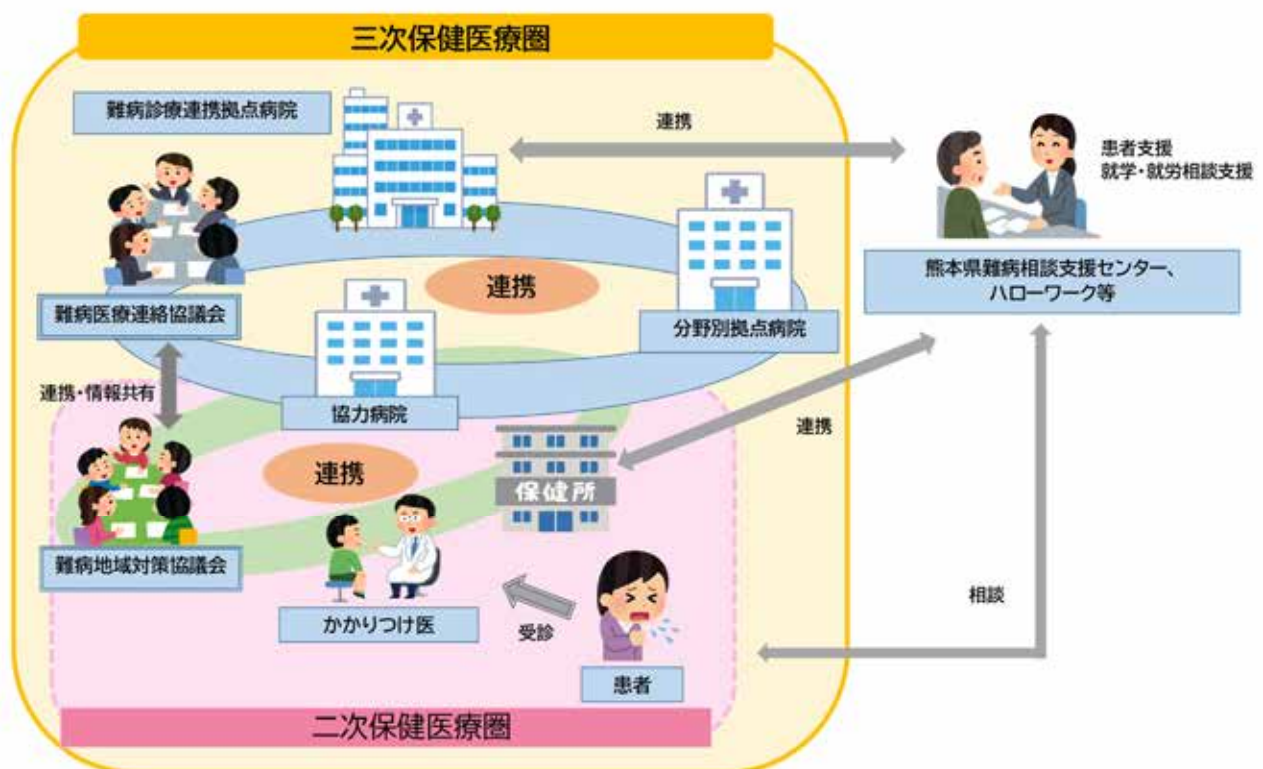 三次保健医療圏
難病診療連携拠点病院
連携
患者支援
就学・就労相談支援
熊本県難病相談支援センター、
ハローワーク等
連携
分野別拠点病院
難病医療連絡協議会
連携・情報共有
協力病院
連携
連携
保健所
難病地域対策協議会
かかりつけ医
受診
患者
相談
二次保健医療圏